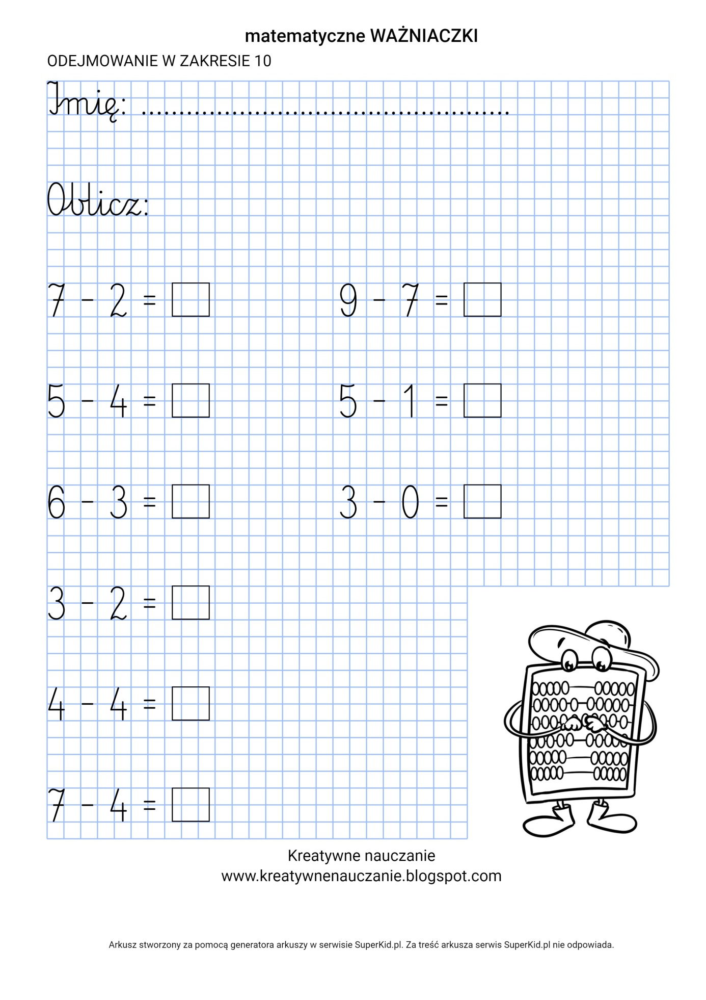 matematyczne WAŻNIACZKI
ODEJMOWANIE W ZAKRESIE 10
Imię: .................................................
Oblicz:
7 - 2 = 9 - 7 =
5 - 4 = 5 - 1 =
6 - 3 = 3 - 0 =
3 - 2 =
4 - 4 =
7 - 4 =
Kreatywne nauczanie
www.kreatywnenauczanie.blogspot.com
Arkusz stworzony za pomocą generatora arkuszy w serwisie SuperKid.pl. Za treść arkusza serwis SuperKid.pl nie odpowiada.